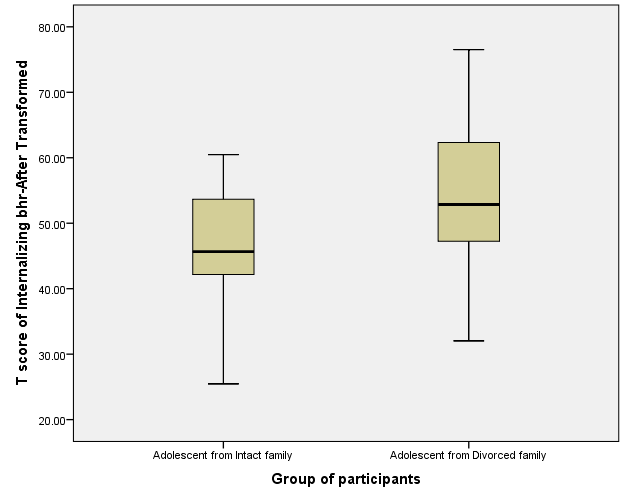 T score of Internalizing bhr-After Transformed
80.00
70.00
60.00
50.00
40.00
30.00
20.00
Adolescent from Intact family
Adolescent from Divorced family
Group of participants